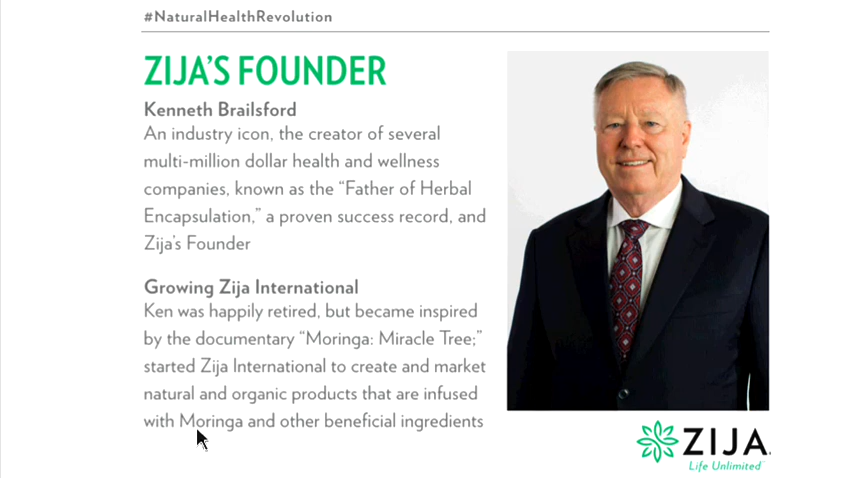 #NaturalHealthRevolution
ZIJA'S FOUNDER
Kenneth Brailsford
An industry icon, the creator of several
multi-million dollar health and wellness
companies, known as the “Father of Herbal
Encapsulation,” a proven success record, and
Zija's Founder
Growing Zija International
Ken was happily retired, but became inspired
by the documentary “Moringa: Miracle Tree;”
started Zija International to create and market
natural and organic products that are infused
with Moringa and other beneficial ingredients
ZIJA.
Life Unlimited